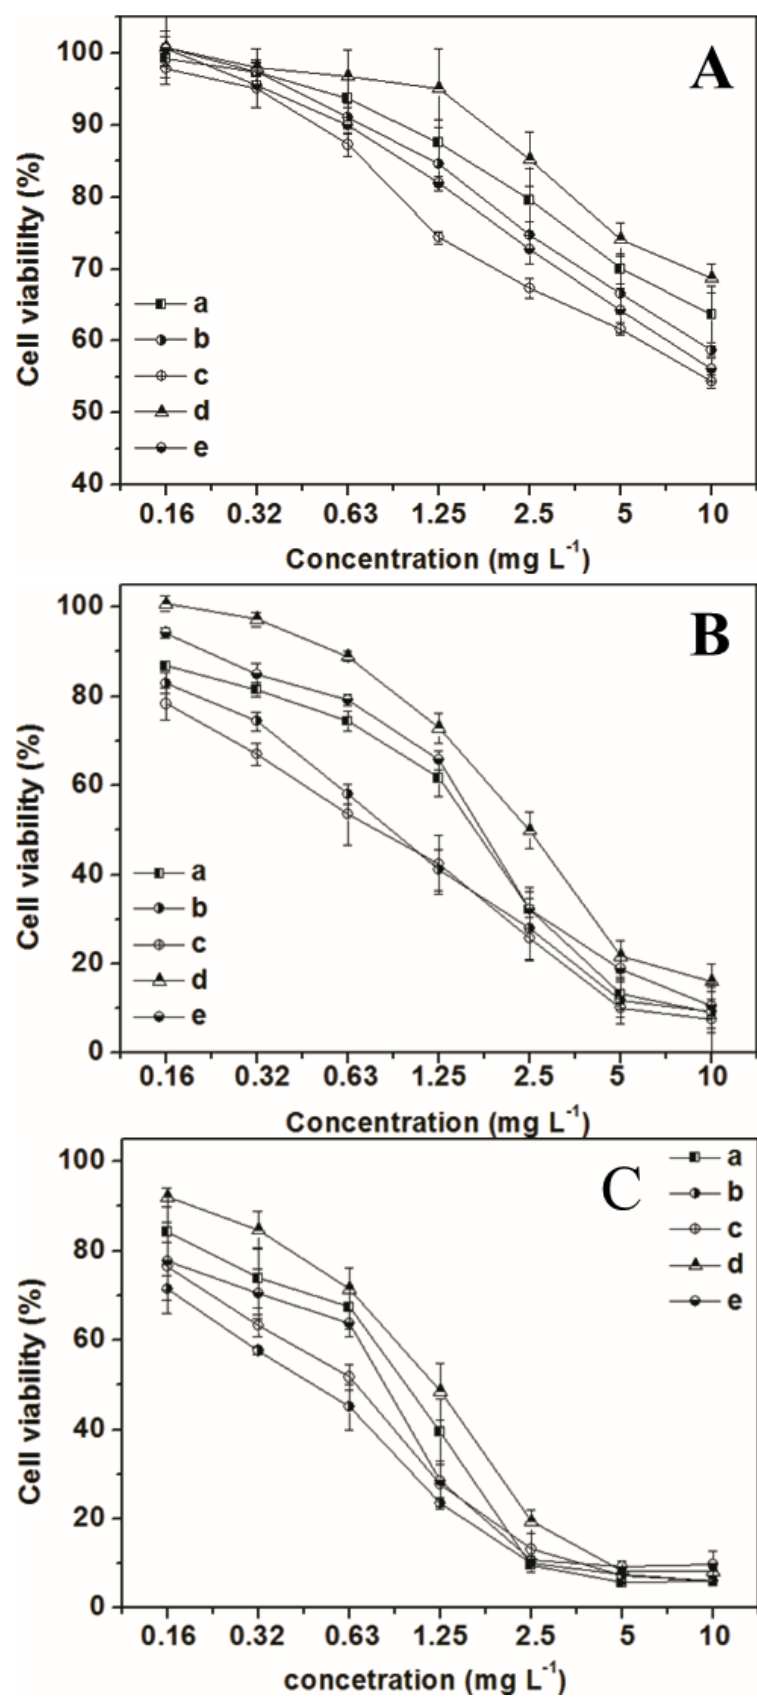 A
100
90
80
70
60
50
40
Cell viabililty (%)
a
b
c
d
e
0.16 0.32 0.63 1.25 2.5 5 10
Concentration (mg L⁻¹)
B
100
80
60
40
20
0
Cell viability (%)
a
b
c
d
e
0.16 0.32 0.63 1.25 2.5 5 10
Concentration (mg L⁻¹)
C
100
80
60
40
20
0
Cell viability (%)
a
b
c
d
e
0.16 0.32 0.63 1.25 2.5 5 10
concetration (mg L⁻¹)